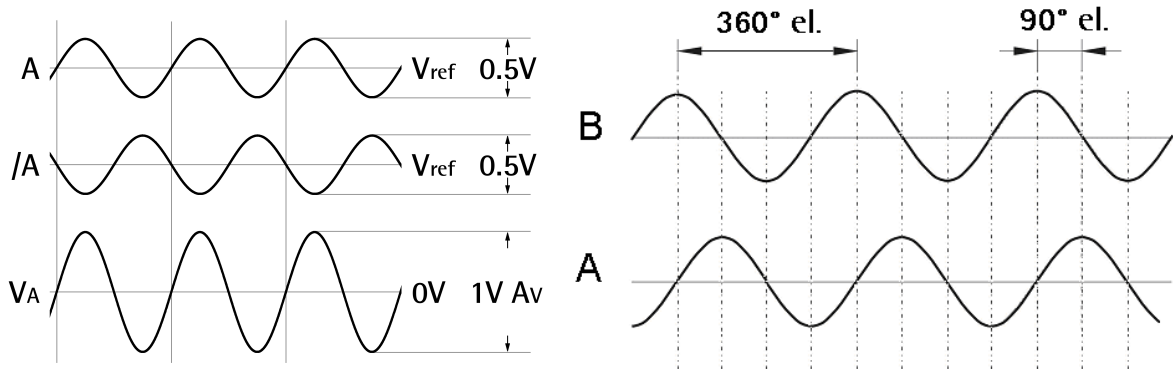 A Vref 0.5V
/A Vref 0.5V
VA 0V 1V AV
360° el. 90° el.
B
A